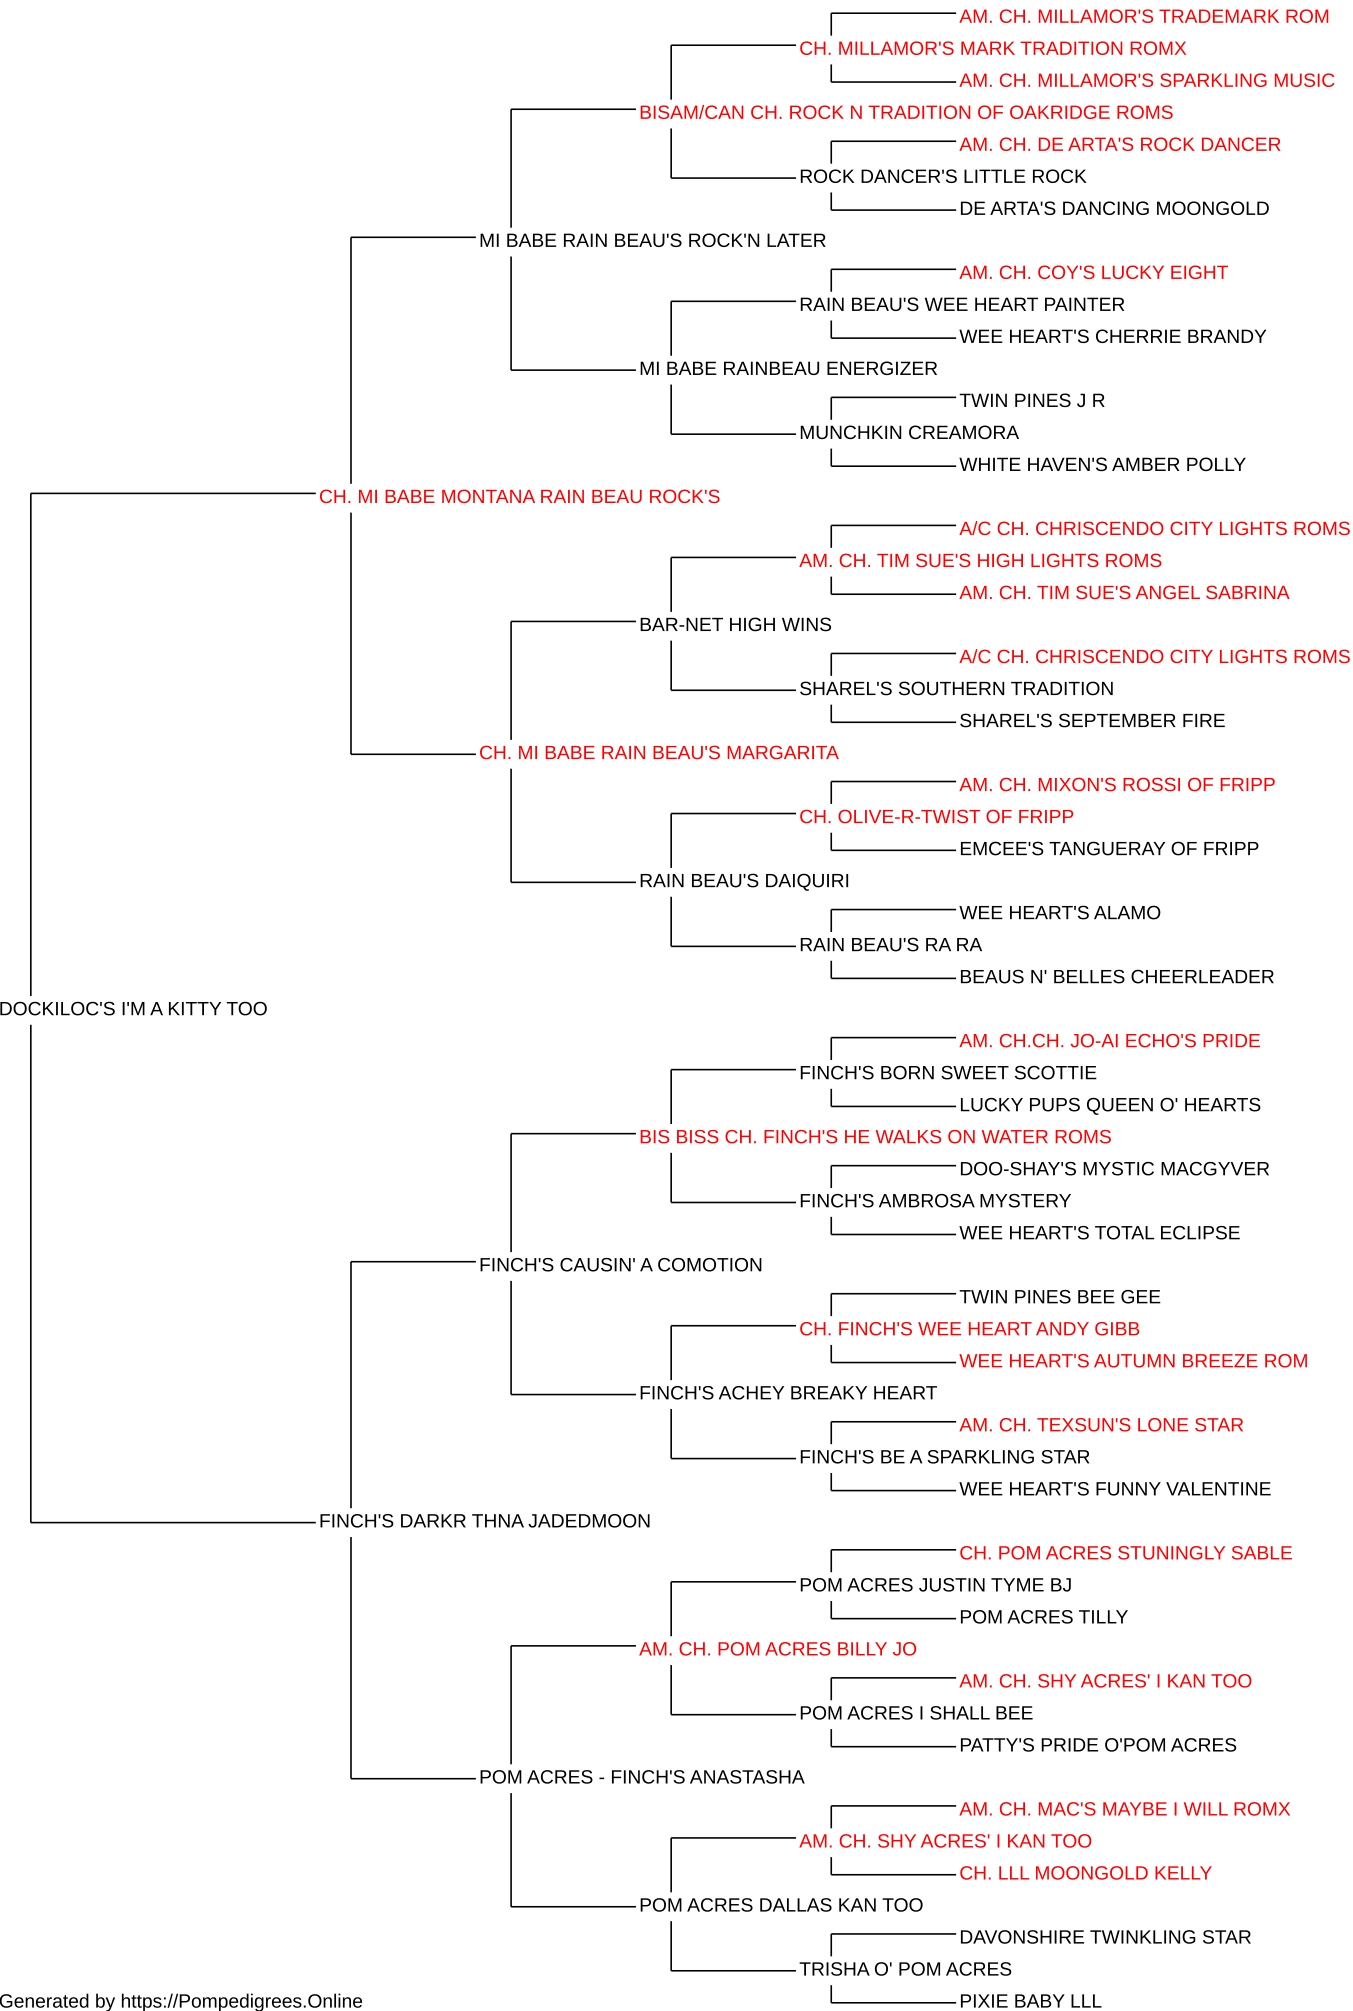 AM. CH. MILLAMOR'S TRADEMARK ROM
CH. MILLAMOR'S MARK TRADITION ROMX
AM. CH. MILLAMOR'S SPARKLING MUSIC
BISAM/CAN CH. ROCK N TRADITION OF OAKRIDGE ROMS
AM. CH. DE ARTA'S ROCK DANCER
ROCK DANCER'S LITTLE ROCK
DE ARTA'S DANCING MOONGOLD
MI BABE RAIN BEAU'S ROCK'N LATER
AM. CH. COY'S LUCKY EIGHT
RAIN BEAU'S WEE HEART PAINTER
WEE HEART'S CHERRIE BRANDY
MI BABE RAINBEAU ENERGIZER
TWIN PINES J R
MUNCHKIN CREAMORA
WHITE HAVEN'S AMBER POLLY
CH. MI BABE MONTANA RAIN BEAU ROCK'S
A/C CH. CHRISCENDO CITY LIGHTS ROMS
AM. CH. TIM SUE'S HIGH LIGHTS ROMS
AM. CH. TIM SUE'S ANGEL SABRINA
BAR-NET HIGH WINS
A/C CH. CHRISCENDO CITY LIGHTS ROMS
SHAREL'S SOUTHERN TRADITION
SHAREL'S SEPTEMBER FIRE
CH. MI BABE RAIN BEAU'S MARGARITA
AM. CH. MIXON'S ROSSI OF FRIPP
CH. OLIVE-R-TWIST OF FRIPP
EMCEE'S TANGUERAY OF FRIPP
RAIN BEAU'S DAIQUIRI
WEE HEART'S ALAMO
RAIN BEAU'S RA RA
BEAUS N' BELLES CHEERLEADER
DOCKILOC'S I'M A KITTY TOO
AM. CH.CH. JO-AI ECHO'S PRIDE
FINCH'S BORN SWEET SCOTTIE
LUCKY PUPS QUEEN O' HEARTS
BIS BISS CH. FINCH'S HE WALKS ON WATER ROMS
DOO-SHAY'S MYSTIC MACGYVER
FINCH'S AMBROSA MYSTERY
WEE HEART'S TOTAL ECLIPSE
FINCH'S CAUSIN' A COMOTION
TWIN PINES BEE GEE
CH. FINCH'S WEE HEART ANDY GIBB
WEE HEART'S AUTUMN BREEZE ROM
FINCH'S ACHEY BREAKY HEART
AM. CH. TEXSUN'S LONE STAR
FINCH'S BE A SPARKLING STAR
WEE HEART'S FUNNY VALENTINE
FINCH'S DARKR THNA JADEDMOON
CH. POM ACRES STUNINGLY SABLE
POM ACRES JUSTIN TYME BJ
POM ACRES TILLY
AM. CH. POM ACRES BILLY JO
AM. CH. SHY ACRES' I KAN TOO
POM ACRES I SHALL BEE
PATTY'S PRIDE O'POM ACRES
POM ACRES - FINCH'S ANASTASHA
AM. CH. MAC'S MAYBE I WILL ROMX
AM. CH. SHY ACRES' I KAN TOO
CH. LLL MOONGOLD KELLY
POM ACRES DALLAS KAN TOO
DAVONSHIRE TWINKLING STAR
TRISHA O' POM ACRES
PIXIE BABY LLL
Generated by https://Pompedigrees.Online